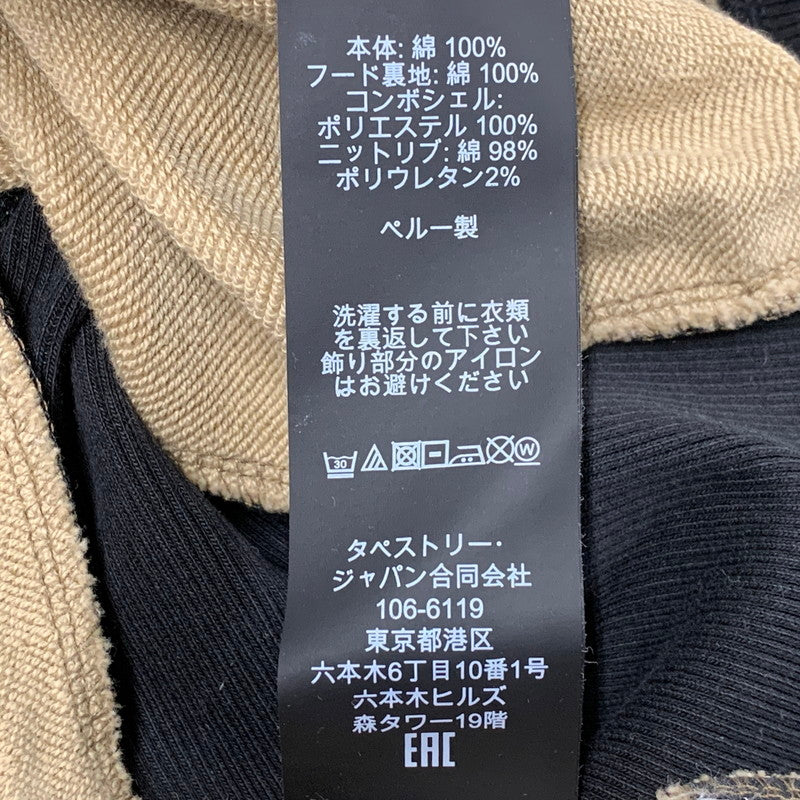 本体: 綿 100%
フード裏地: 綿 100%
コンボシェル:
ポリエステル 100%
ニットリブ: 綿 98%
ポリウレタン2%
ペルー製
洗濯する前に衣類
を裏返して下さい
飾り部分のアイロン
はお避けください
30 W
タペストリー・
ジャパン合同会社
106-6119
東京都港区
六本木6丁目10番1号
六本木ヒルズ
森タワー19階
EAC